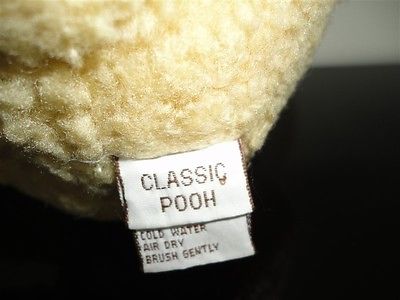 CLASSIC
POOH
COLD WATER
AIR DRY
BRUSH GENTLY